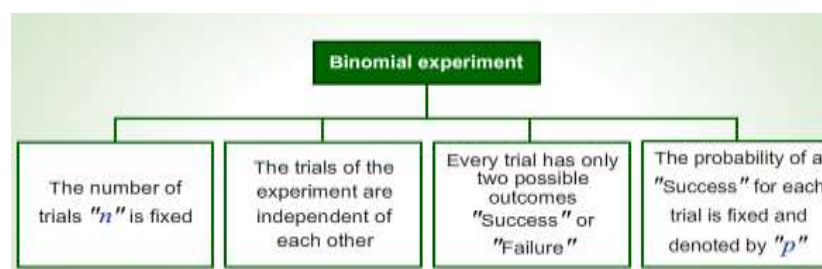 Binomial experiment
The number of
trials "n" is fixed
The trials of the
experiment are
independent of
each other
Every trial has only
two possible
outcomes
"Success" or
"Failure"
The probability of a
"Success" for each
trial is fixed and
denoted by "p"